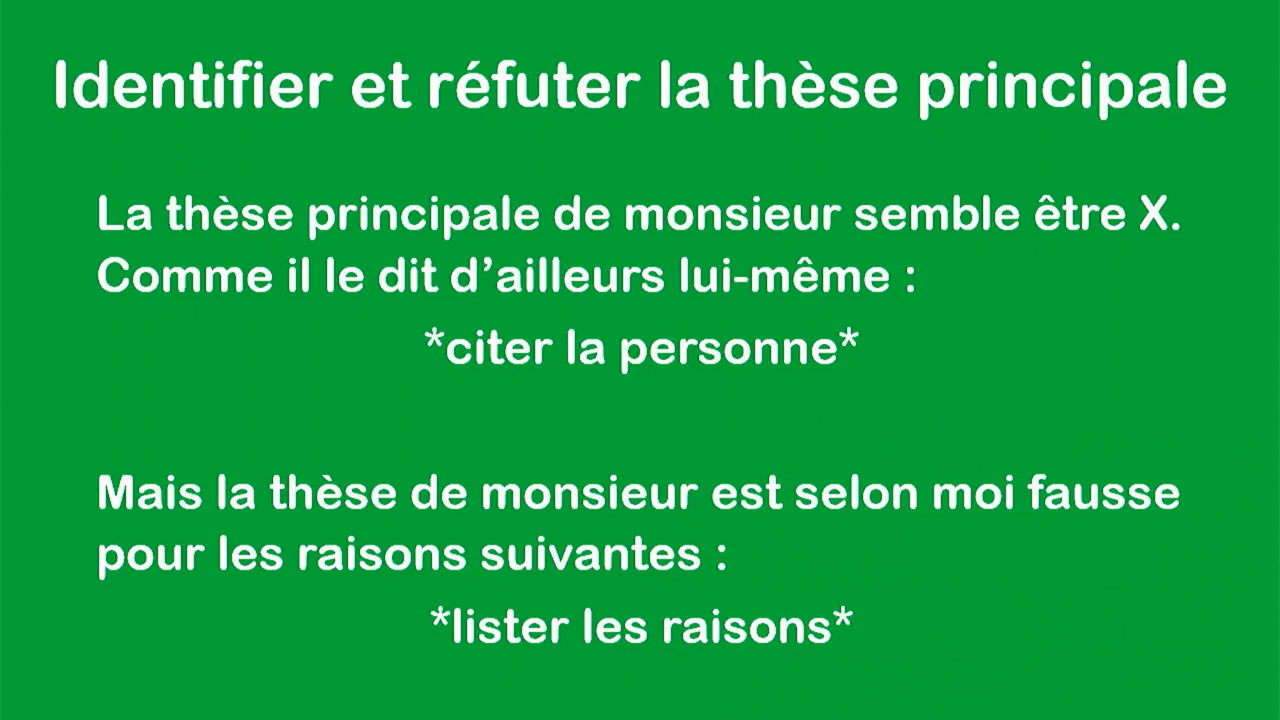 Identifier et réfuter la thèse principale
La thèse principale de monsieur semble être X.
Comme il le dit d’ailleurs lui-même :
*citer la personne*
Mais la thèse de monsieur est selon moi fausse
pour les raisons suivantes :
*lister les raisons*